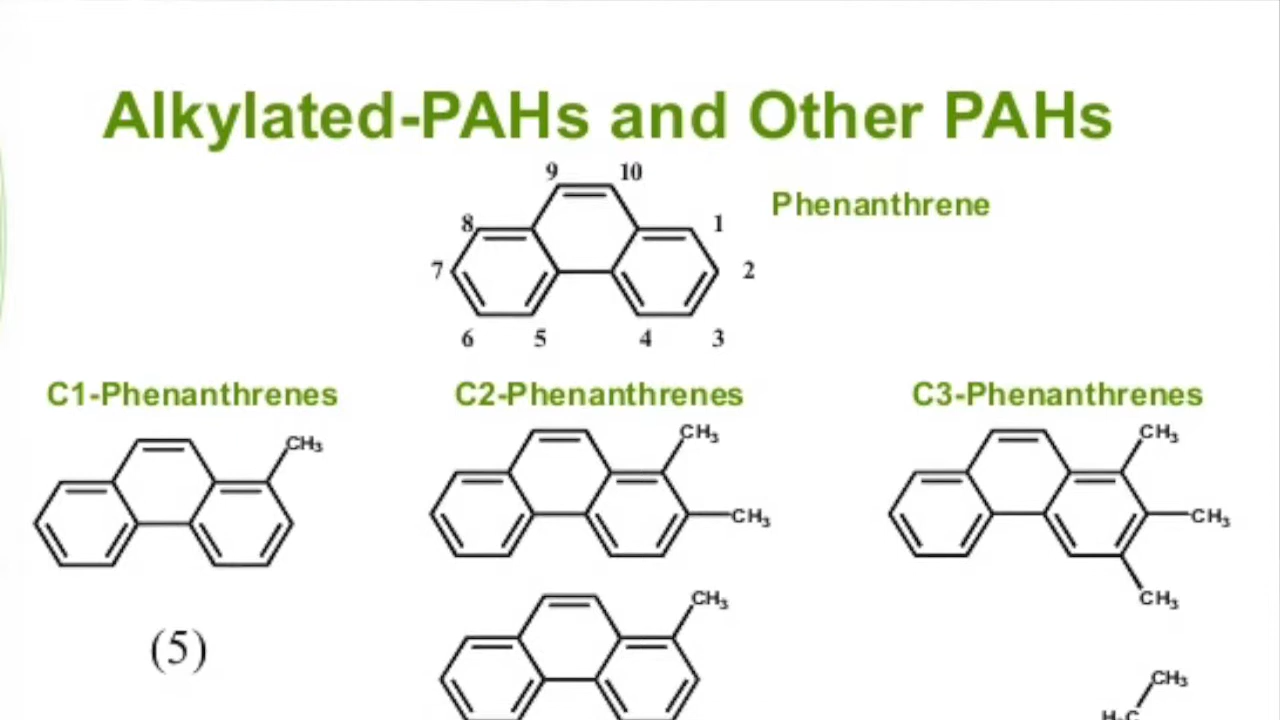 Alkylated-PAHs and Other PAHs
9 10
Phenanthrene
8 1
7 2
6 5 4 3
C1-Phenanthrenes C2-Phenanthrenes C3-Phenanthrenes
CH₃ CH₃ CH₃
CH₃ CH₃
CH₃ CH₃
(5)
CH₃
H₃C